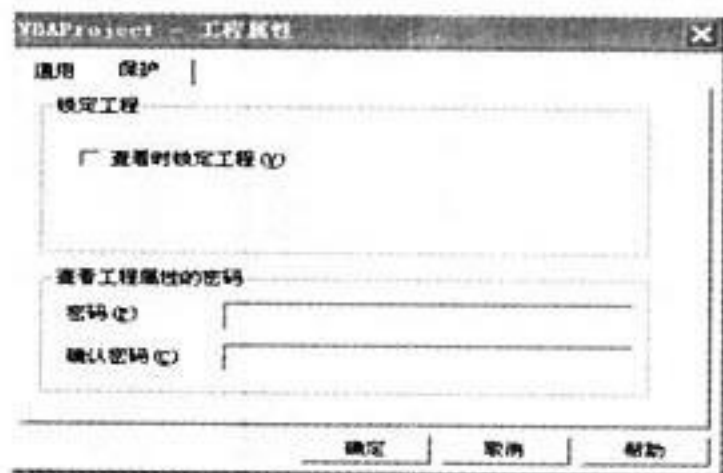 VBAProject - 工程属性
通用 保护
锁定工程
查看时锁定工程(V)
查看工程属性的密码
密码(P)
确认密码(C)
确定 取消 帮助